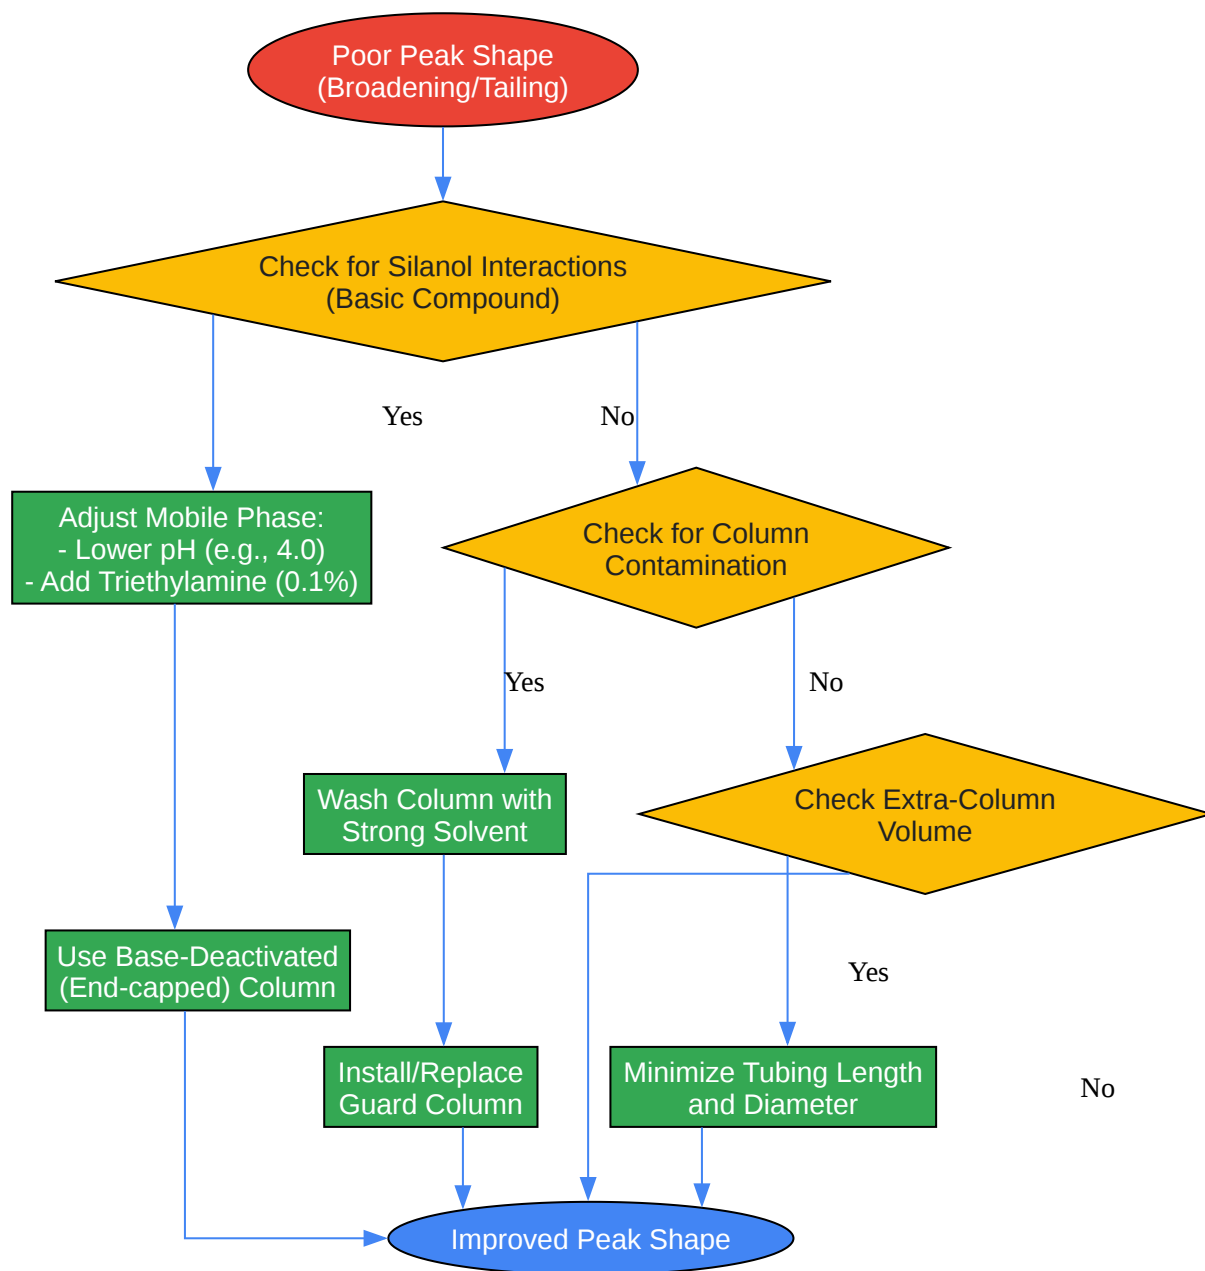 Poor Peak Shape
(Broadening/Tailing)
Check for Silanol Interactions
(Basic Compound)
Yes
No
Adjust Mobile Phase:
- Lower pH (e.g., 4.0)
- Add Triethylamine (0.1%)
Check for Column
Contamination
Yes
No
Wash Column with
Strong Solvent
Check Extra-Column
Volume
Use Base-Deactivated
(End-capped) Column
Yes
Install/Replace
Guard Column
Minimize Tubing Length
and Diameter
No
Improved Peak Shape